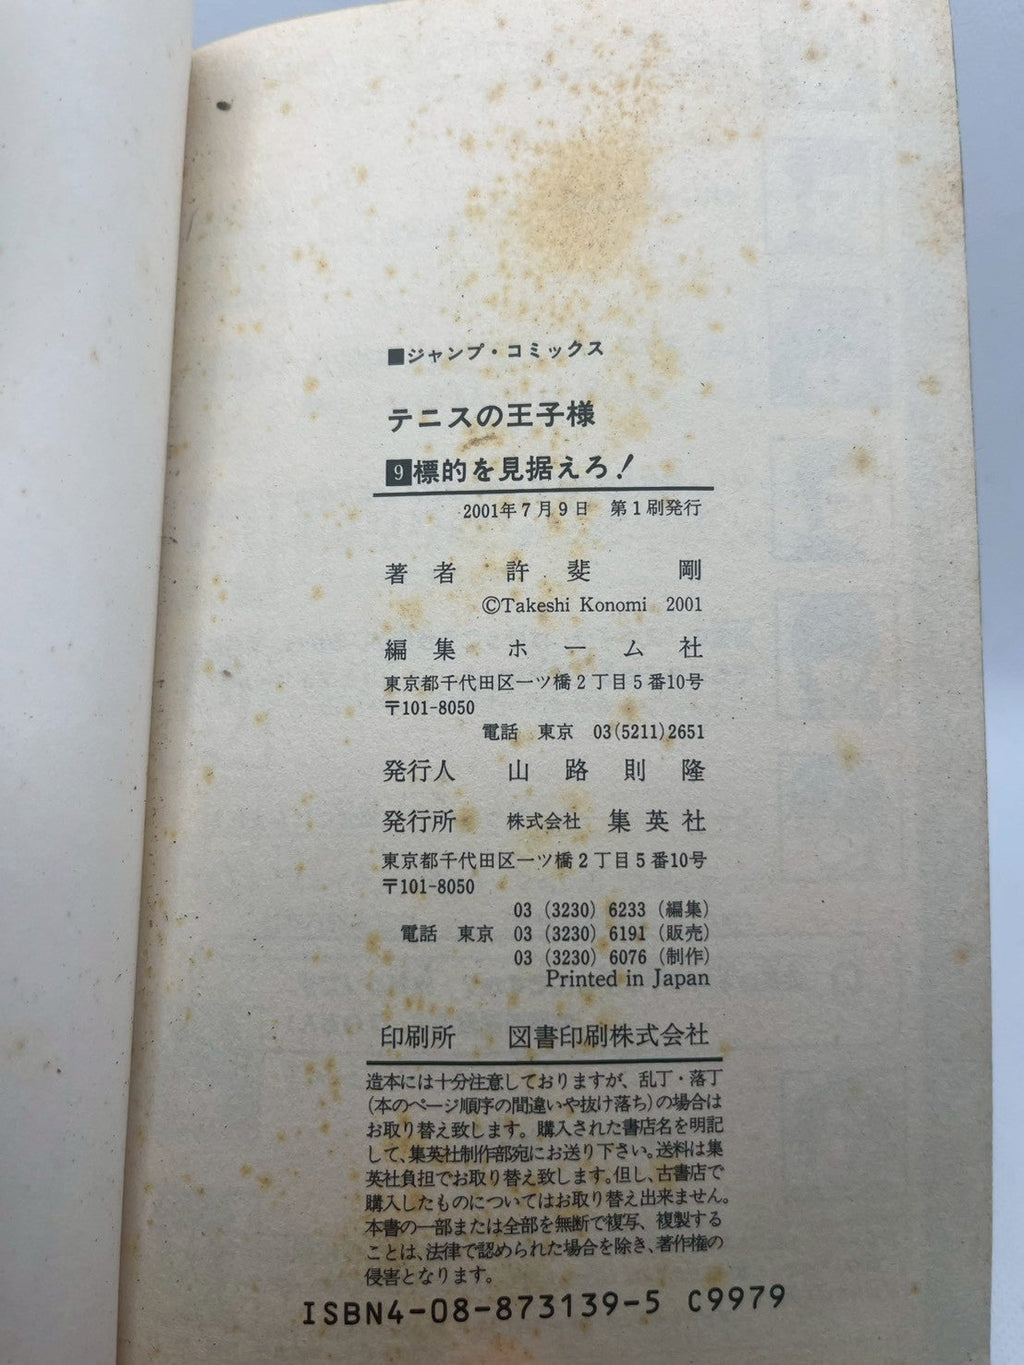 ■ジャンプ・コミックス
テニスの王子様
9標的を見据えろ!
2001年7月9日 第1刷発行
著者 許斐剛
©Takeshi Konomi 2001
編集 ホーム社
東京都千代田区一ツ橋2丁目5番10号
〒101-8050
電話 東京 03(5211)2651
発行人 山路則隆
発行所 株式会社 集英社
東京都千代田区一ツ橋2丁目5番10号
〒101-8050
03 (3230) 6233 (編集)
電話 東京 03 (3230) 6191 (販売)
03 (3230) 6076 (制作)
Printed in Japan
印刷所 図書印刷株式会社
造本には十分注意しておりますが、乱丁・落丁
(本のページ順序の間違いや抜け落ち)の場合は
お取り替え致します。購入された書店名を明記
して、集英社制作部宛にお送り下さい。送料は集
英社負担でお取り替え致します。但し、古書店で
購入したものについてはお取り替え出来ません。
本書の一部または全部を無断で複写、複製する
ことは、法律で認められた場合を除き、著作権の
侵害となります。
ISBN4-08-873139-5 C9979